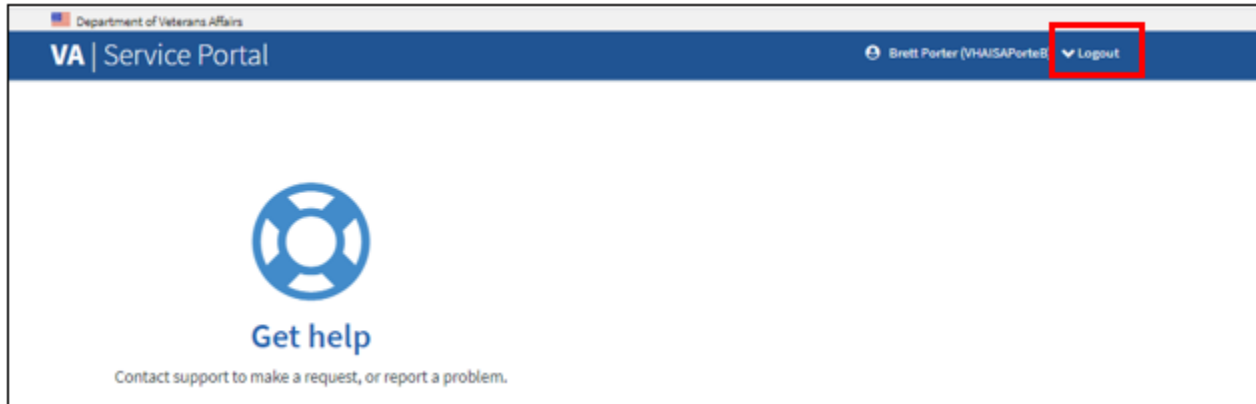 Department of Veterans Affairs
VA | Service Portal
Brett Porter (VHAISAPorteB) Logout
Get help
Contact support to make a request, or report a problem.